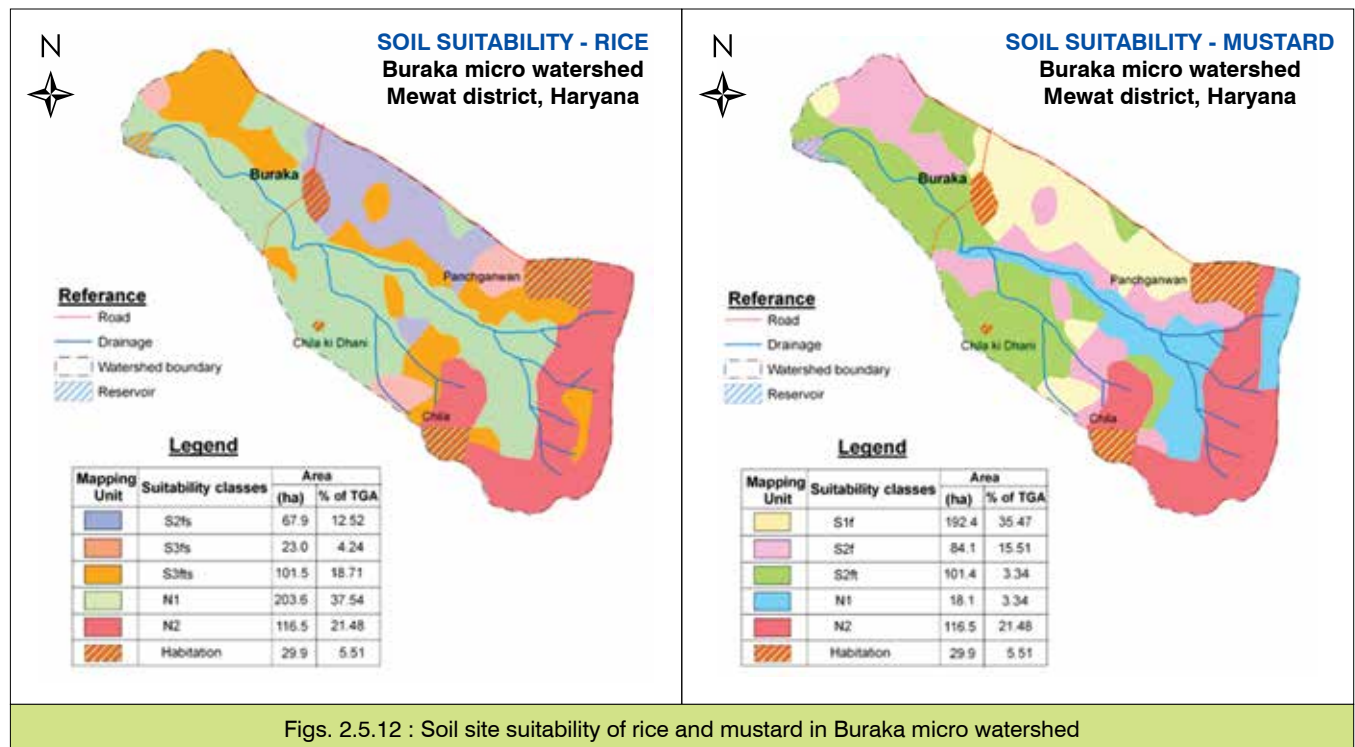 N
SOIL SUITABILITY - RICE
Buraka micro watershed
Mewat district, Haryana
Buraka
Panchganwan
Chila ki Dhani
Chila
Referance
Road
Drainage
Watershed boundary
Reservoir
Legend
Mapping Unit Suitability classes Area
(ha) % of TGA
S2fs 67.9 12.52
S3fs 23.0 4.24
S3fts 101.5 18.71
N1 203.6 37.54
N2 116.5 21.48
Habitation 29.9 5.51
N
SOIL SUITABILITY - MUSTARD
Buraka micro watershed
Mewat district, Haryana
Buraka
Panchganwan
Chila ki Dhani
Chila
Referance
Road
Drainage
Watershed boundary
Reservoir
Legend
Mapping Unit Suitability classes Area
(ha) % of TGA
S1f 192.4 35.47
S2f 84.1 15.51
S2ft 101.4 3.34
N1 18.1 3.34
N2 116.5 21.48
Habitation 29.9 5.51
Figs. 2.5.12 : Soil site suitability of rice and mustard in Buraka micro watershed